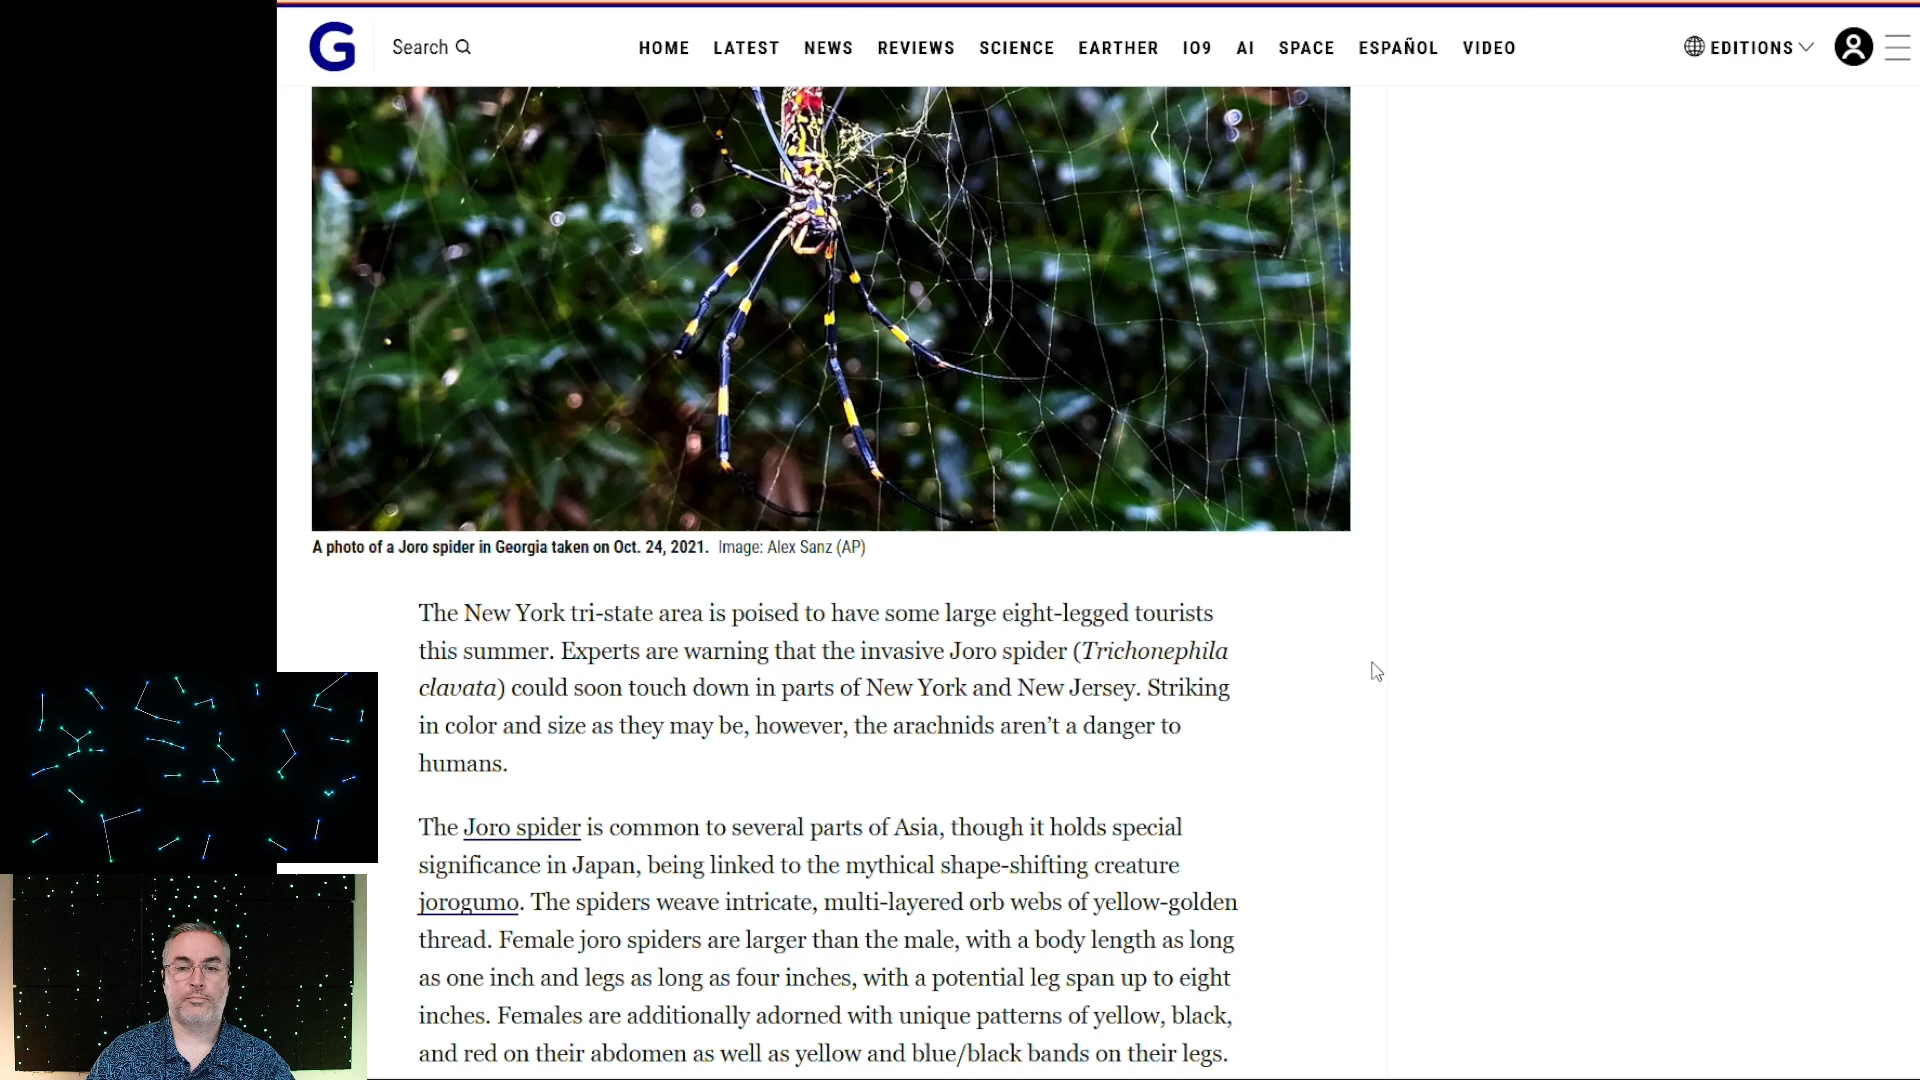 G Search HOME LATEST NEWS REVIEWS SCIENCE EARTHER IO9 AI SPACE ESPAÑOL VIDEO EDITIONS
A photo of a Joro spider in Georgia taken on Oct. 24, 2021. Image: Alex Sanz (AP)
The New York tri-state area is poised to have some large eight-legged tourists
this summer. Experts are warning that the invasive Joro spider (Trichonephila
clavata) could soon touch down in parts of New York and New Jersey. Striking
in color and size as they may be, however, the arachnids aren’t a danger to
humans.
The Joro spider is common to several parts of Asia, though it holds special
significance in Japan, being linked to the mythical shape-shifting creature
jorogumo. The spiders weave intricate, multi-layered orb webs of yellow-golden
thread. Female joro spiders are larger than the male, with a body length as long
as one inch and legs as long as four inches, with a potential leg span up to eight
inches. Females are additionally adorned with unique patterns of yellow, black,
and red on their abdomen as well as yellow and blue/black bands on their legs.